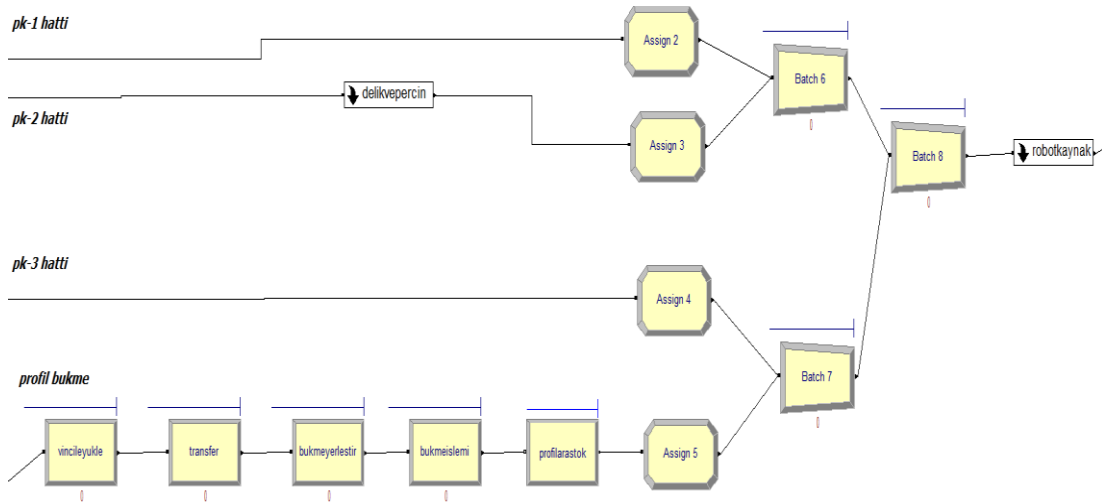 pk-1 hatti
Assign 2
Batch 6
0
delikvepercin
pk-2 hatti
Assign 3
Batch 8
0
robotkaynak
pk-3 hatti
Assign 4
Batch 7
0
profil bukme
vincileyukle
0
transfer
0
bukmeyerlestir
0
bukmeislemi
0
profilarastok
Assign 5